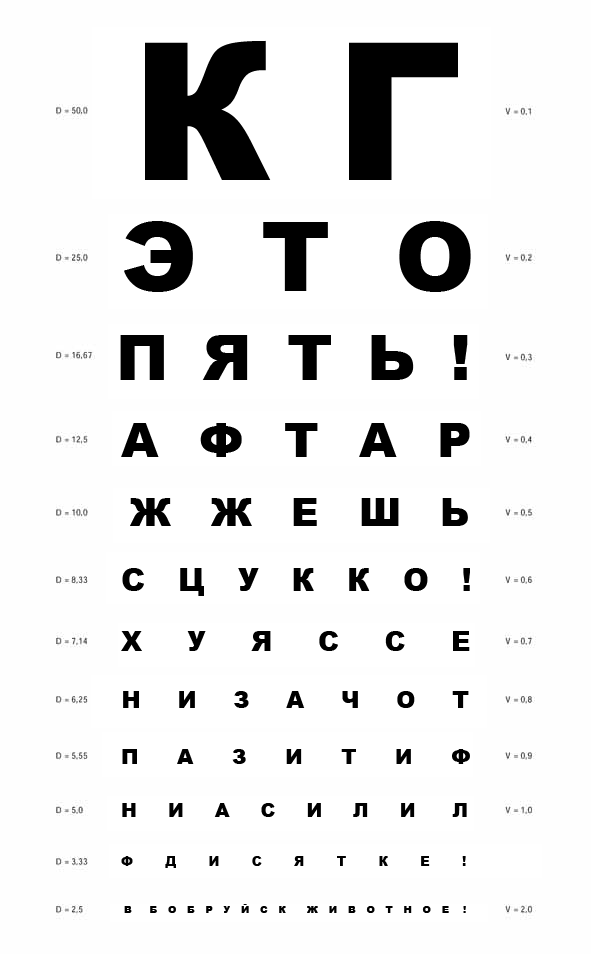 D = 50,0 К Г V = 0,1
D = 25,0 Э Т О V = 0,2
D = 16,67 П Я Т Ь ! V = 0,3
D = 12,5 А Ф Т А Р V = 0,4
D = 10,0 Ж Ж Е Ш Ь V = 0,5
D = 8,33 С Ц У К К О ! V = 0,6
D = 7,14 Х У Я С С Е V = 0,7
D = 6,25 Н И З А Ч О Т V = 0,8
D = 5,55 П А З И Т И Ф V = 0,9
D = 5,0 Н И А С И Л И Л V = 1,0
D = 3,33 Ф Д И С Я Т К Е !
D = 2,5 В Б О Б Р У Й С К Ж И В О Т Н О Е ! V = 2,0